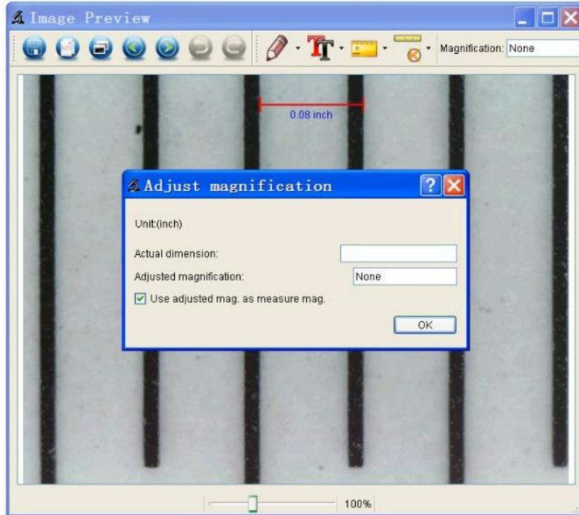 Image Preview
Magnification: None
0.08 inch
Adjust magnification
Unit:(inch)
Actual dimension:
Adjusted magnification: None
Use adjusted mag. as measure mag.
OK
100%